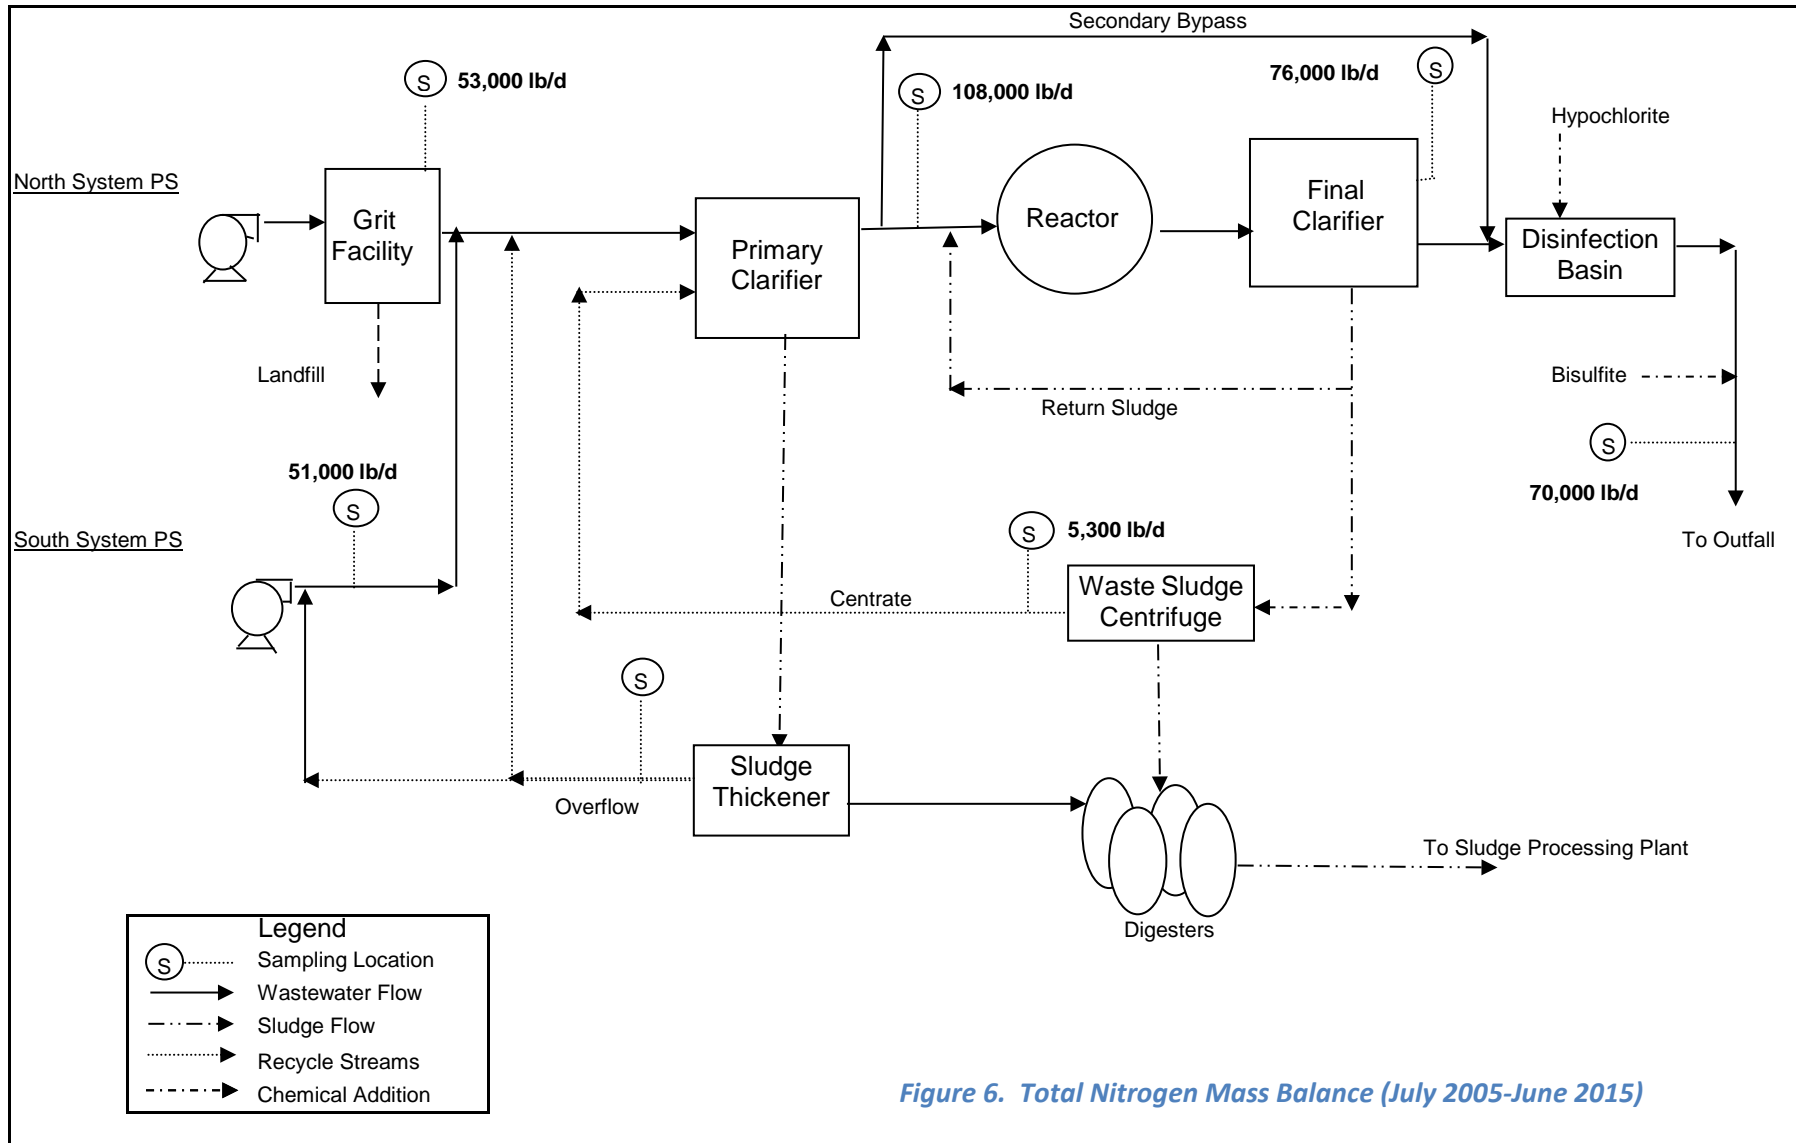 Secondary Bypass
S
53,000 lb/d
S
108,000 lb/d
76,000 lb/d
S
Hypochlorite
North System PS
Grit
Facility
Primary
Clarifier
Reactor
Final
Clarifier
Disinfection
Basin
Landfill
Return Sludge
Bisulfite
S
70,000 lb/d
51,000 lb/d
S
South System PS
S
5,300 lb/d
To Outfall
Centrate
Waste Sludge
Centrifuge
S
Overflow
Sludge
Thickener
To Sludge Processing Plant
Digesters
Legend
S
Sampling Location
Wastewater Flow
Sludge Flow
Recycle Streams
Chemical Addition
Figure 6. Total Nitrogen Mass Balance (July 2005-June 2015)